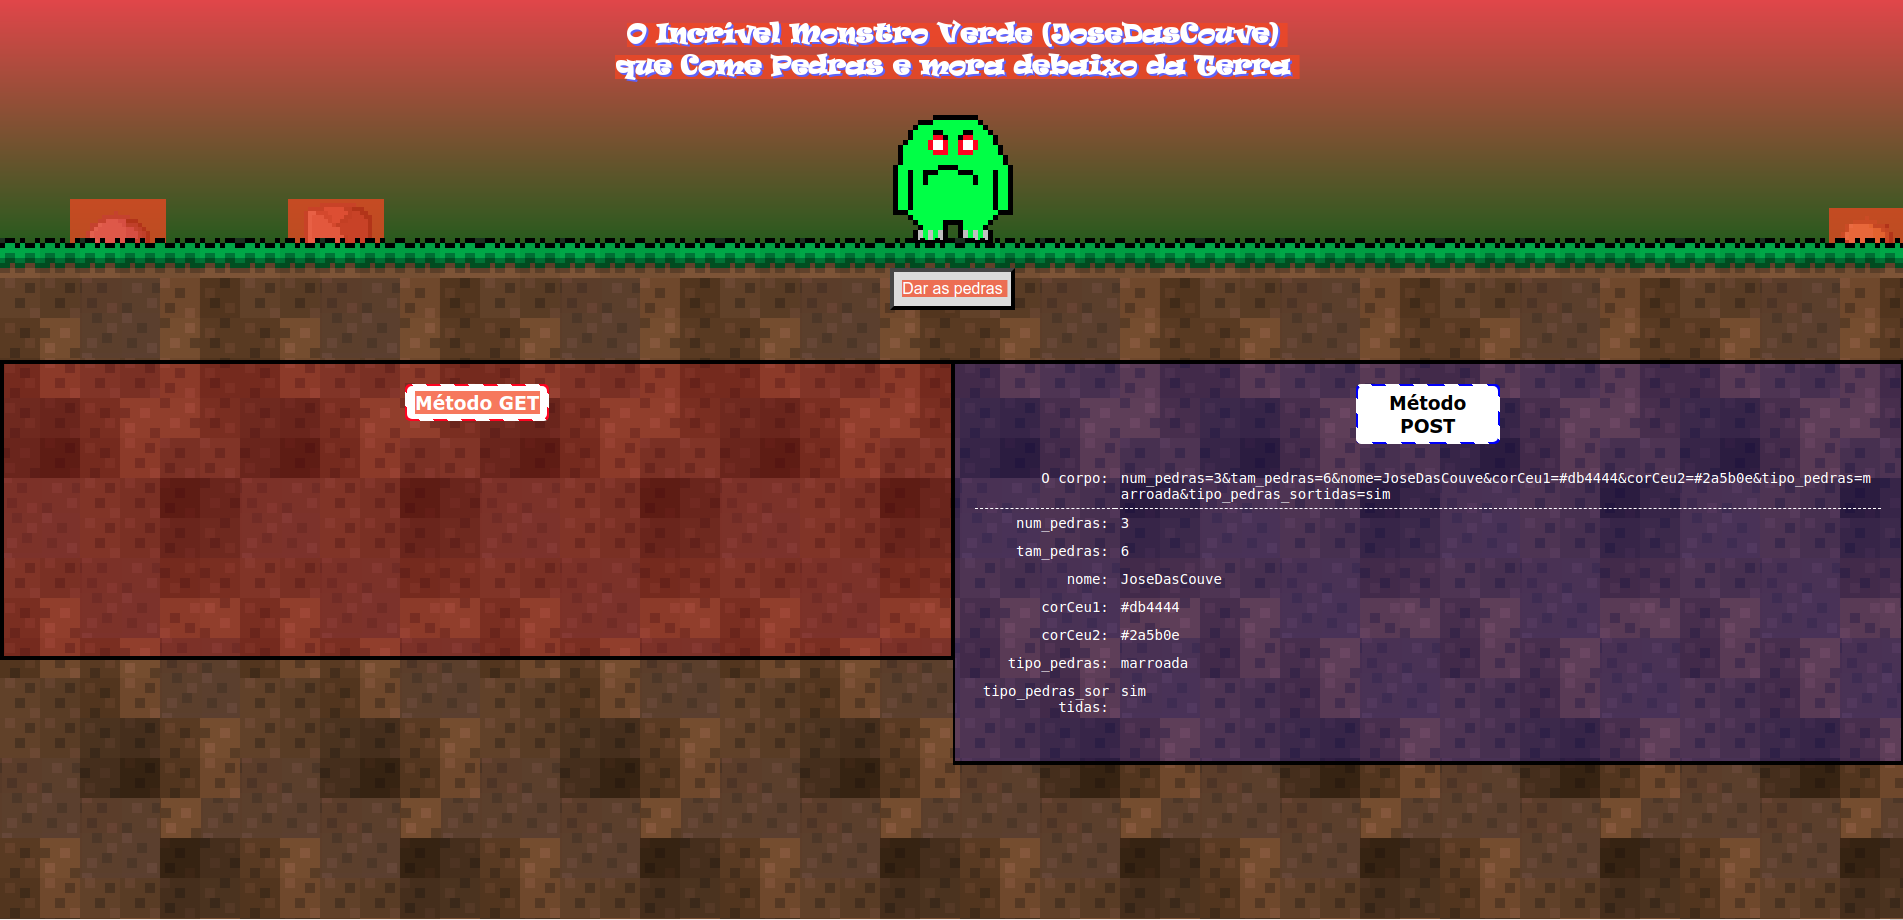 O Incrível Monstro Verde (JoseDasCouve)
que Come Pedras e mora debaixo da Terra
Dar as pedras
Método GET
Método
POST
O corpo: num_pedras=3&tam_pedras=6&nome=JoseDasCouve&corCeu1=#db4444&corCeu2=#2a5b0e&tipo_pedras=m
arroada&tipo_pedras_sortidas=sim
num_pedras: 3
tam_pedras: 6
nome: JoseDasCouve
corCeu1: #db4444
corCeu2: #2a5b0e
tipo_pedras: marroada
tipo_pedras_sor sim
tidas: